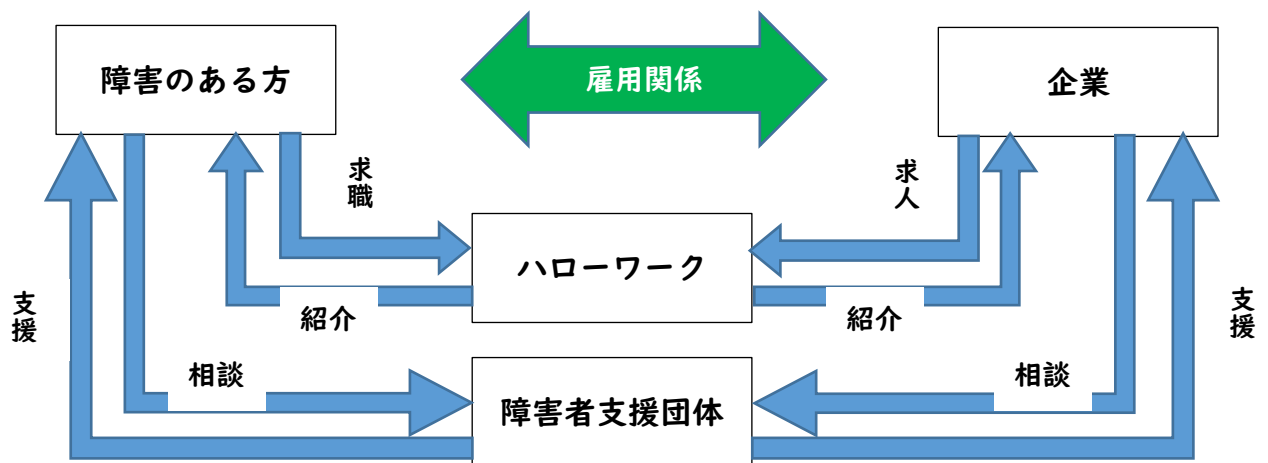 障害のある方
雇用関係
企業
求職
求人
ハローワーク
紹介
紹介
支援
支援
相談
相談
障害者支援団体